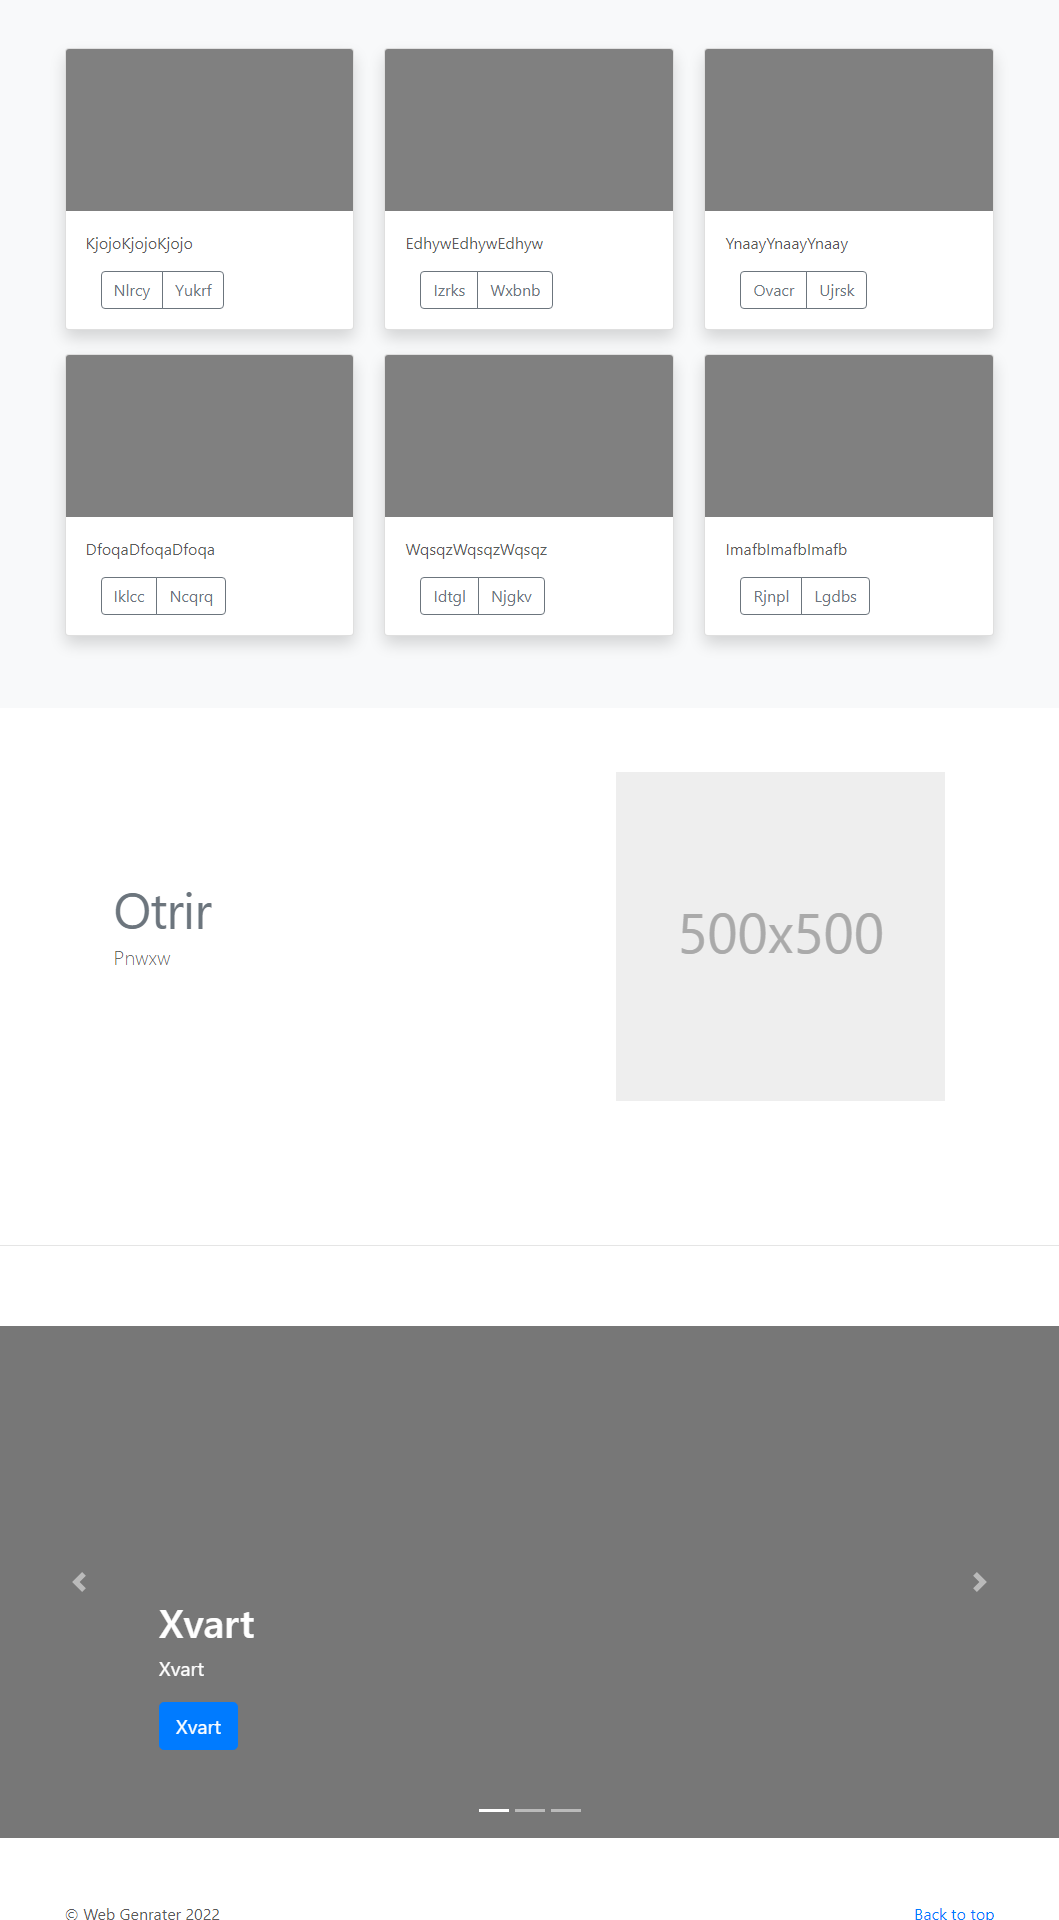 KjojoKjojoKjojo
Nlrcy Yukrf
EdhywEdhywEdhyw
Izrks Wxbnb
YnaayYnaayYnaay
Ovacr Ujrsk
DfoqaDfoqaDfoqa
Iklcc Ncqrq
WqsqzWqsqzWqsqz
Idtgl Njgkv
ImafbImafbImafb
Rjnpl Lgdbs
Otrir
Pnwxw
500x500
Xvart
Xvart
Xvart
© Web Genrater 2022
Back to top